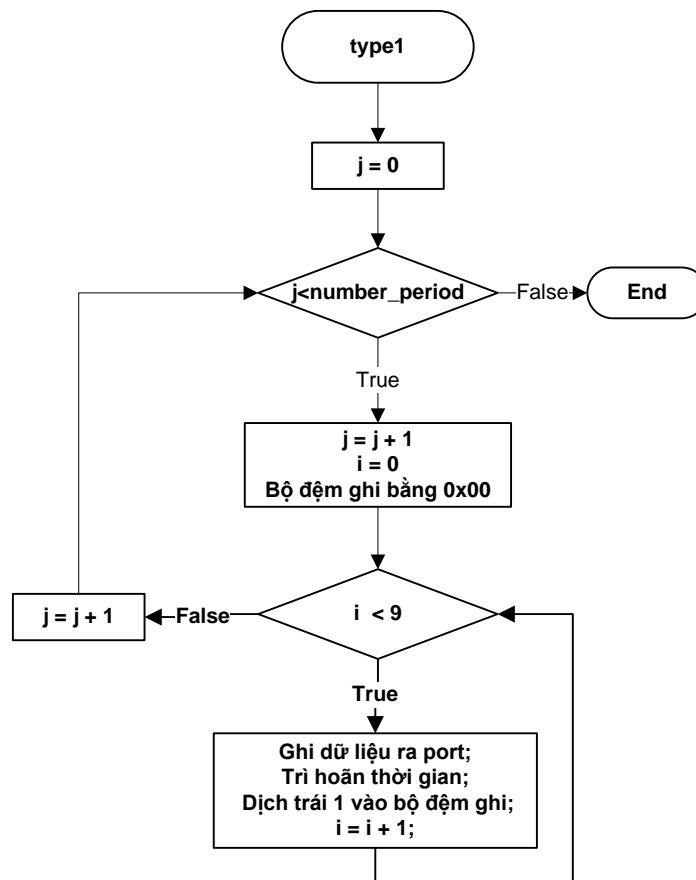 type1
j = 0
j<number_period
False
End
True
j = j + 1
i = 0
Bộ đệm ghi bằng 0x00
i < 9
False
j = j + 1
True
Ghi dữ liệu ra port;
Trì hoãn thời gian;
Dịch trái 1 vào bộ đệm ghi;
i = i + 1;